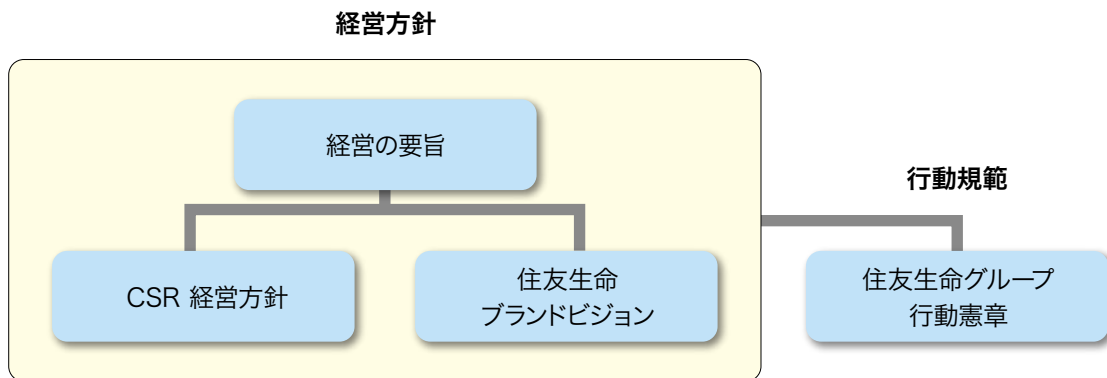 経営方針
経営の要旨
行動規範
CSR 経営方針
住友生命
ブランドビジョン
住友生命グループ
行動憲章